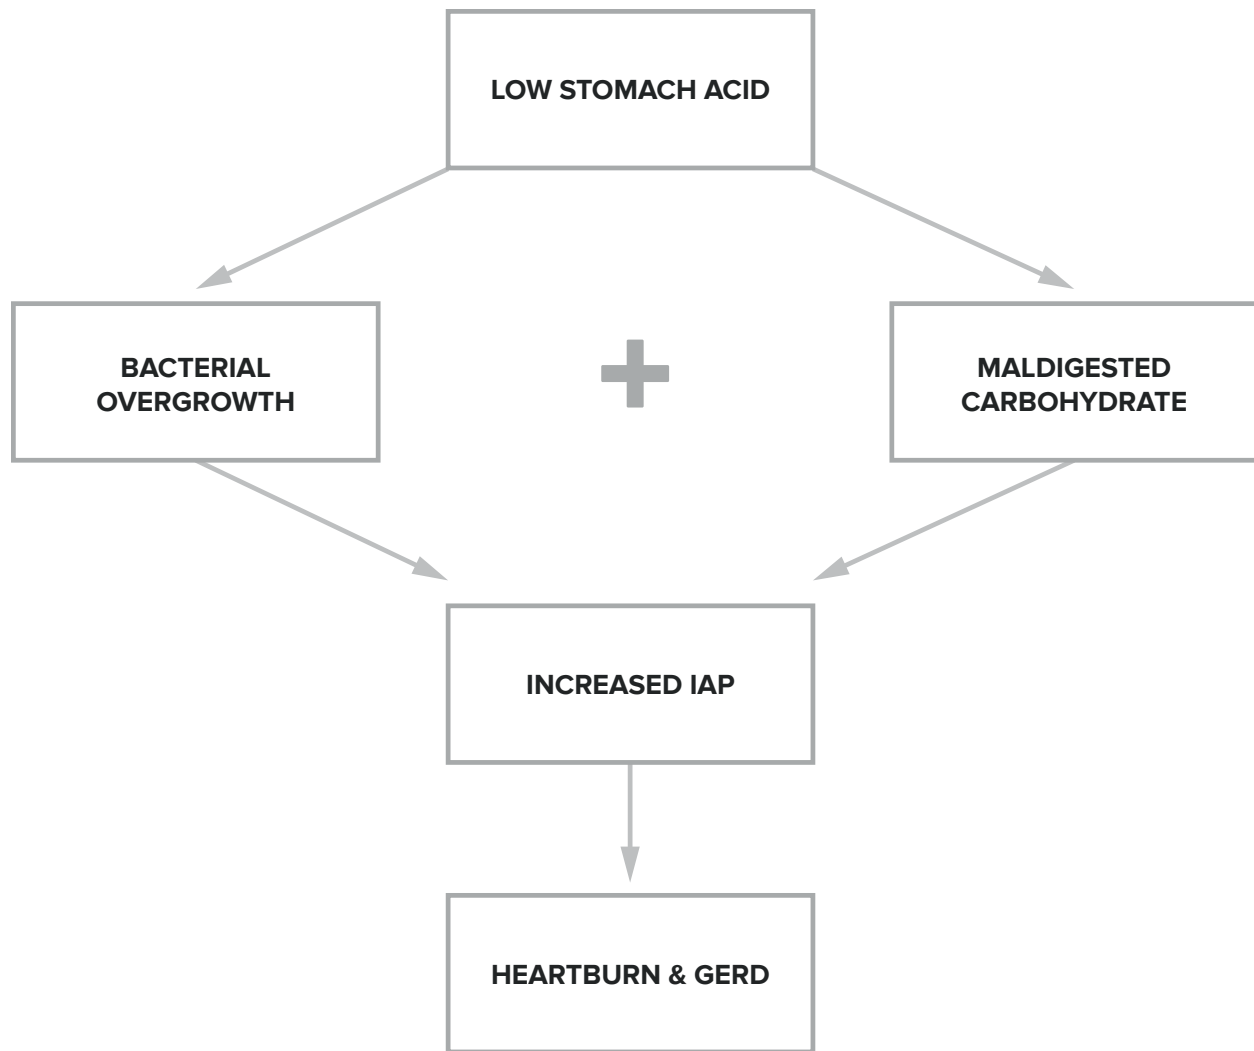 LOW STOMACH ACID
BACTERIAL
OVERGROWTH
MALDIGESTED
CARBOHYDRATE
INCREASED IAP
HEARTBURN & GERD